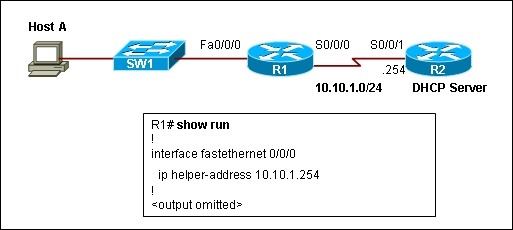 Host A
SW1
Fa0/0/0
R1
S0/0/0
S0/0/1
10.10.1.0/24
.254
R2
DHCP Server
R1# show run
!
interface fastethernet 0/0/0
ip helper-address 10.10.1.254
!
<output omitted>